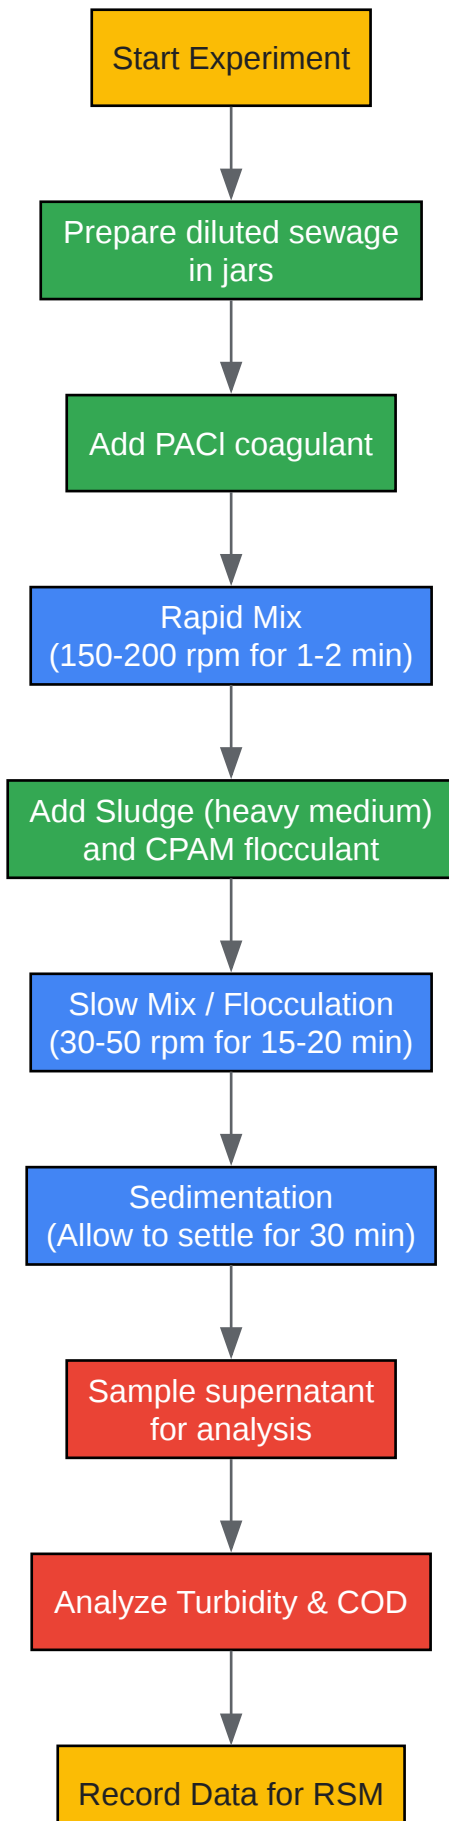 Start Experiment
Prepare diluted sewage
in jars
Add PACl coagulant
Rapid Mix
(150-200 rpm for 1-2 min)
Add Sludge (heavy medium)
and CPAM flocculant
Slow Mix / Flocculation
(30-50 rpm for 15-20 min)
Sedimentation
(Allow to settle for 30 min)
Sample supernatant
for analysis
Analyze Turbidity & COD
Record Data for RSM